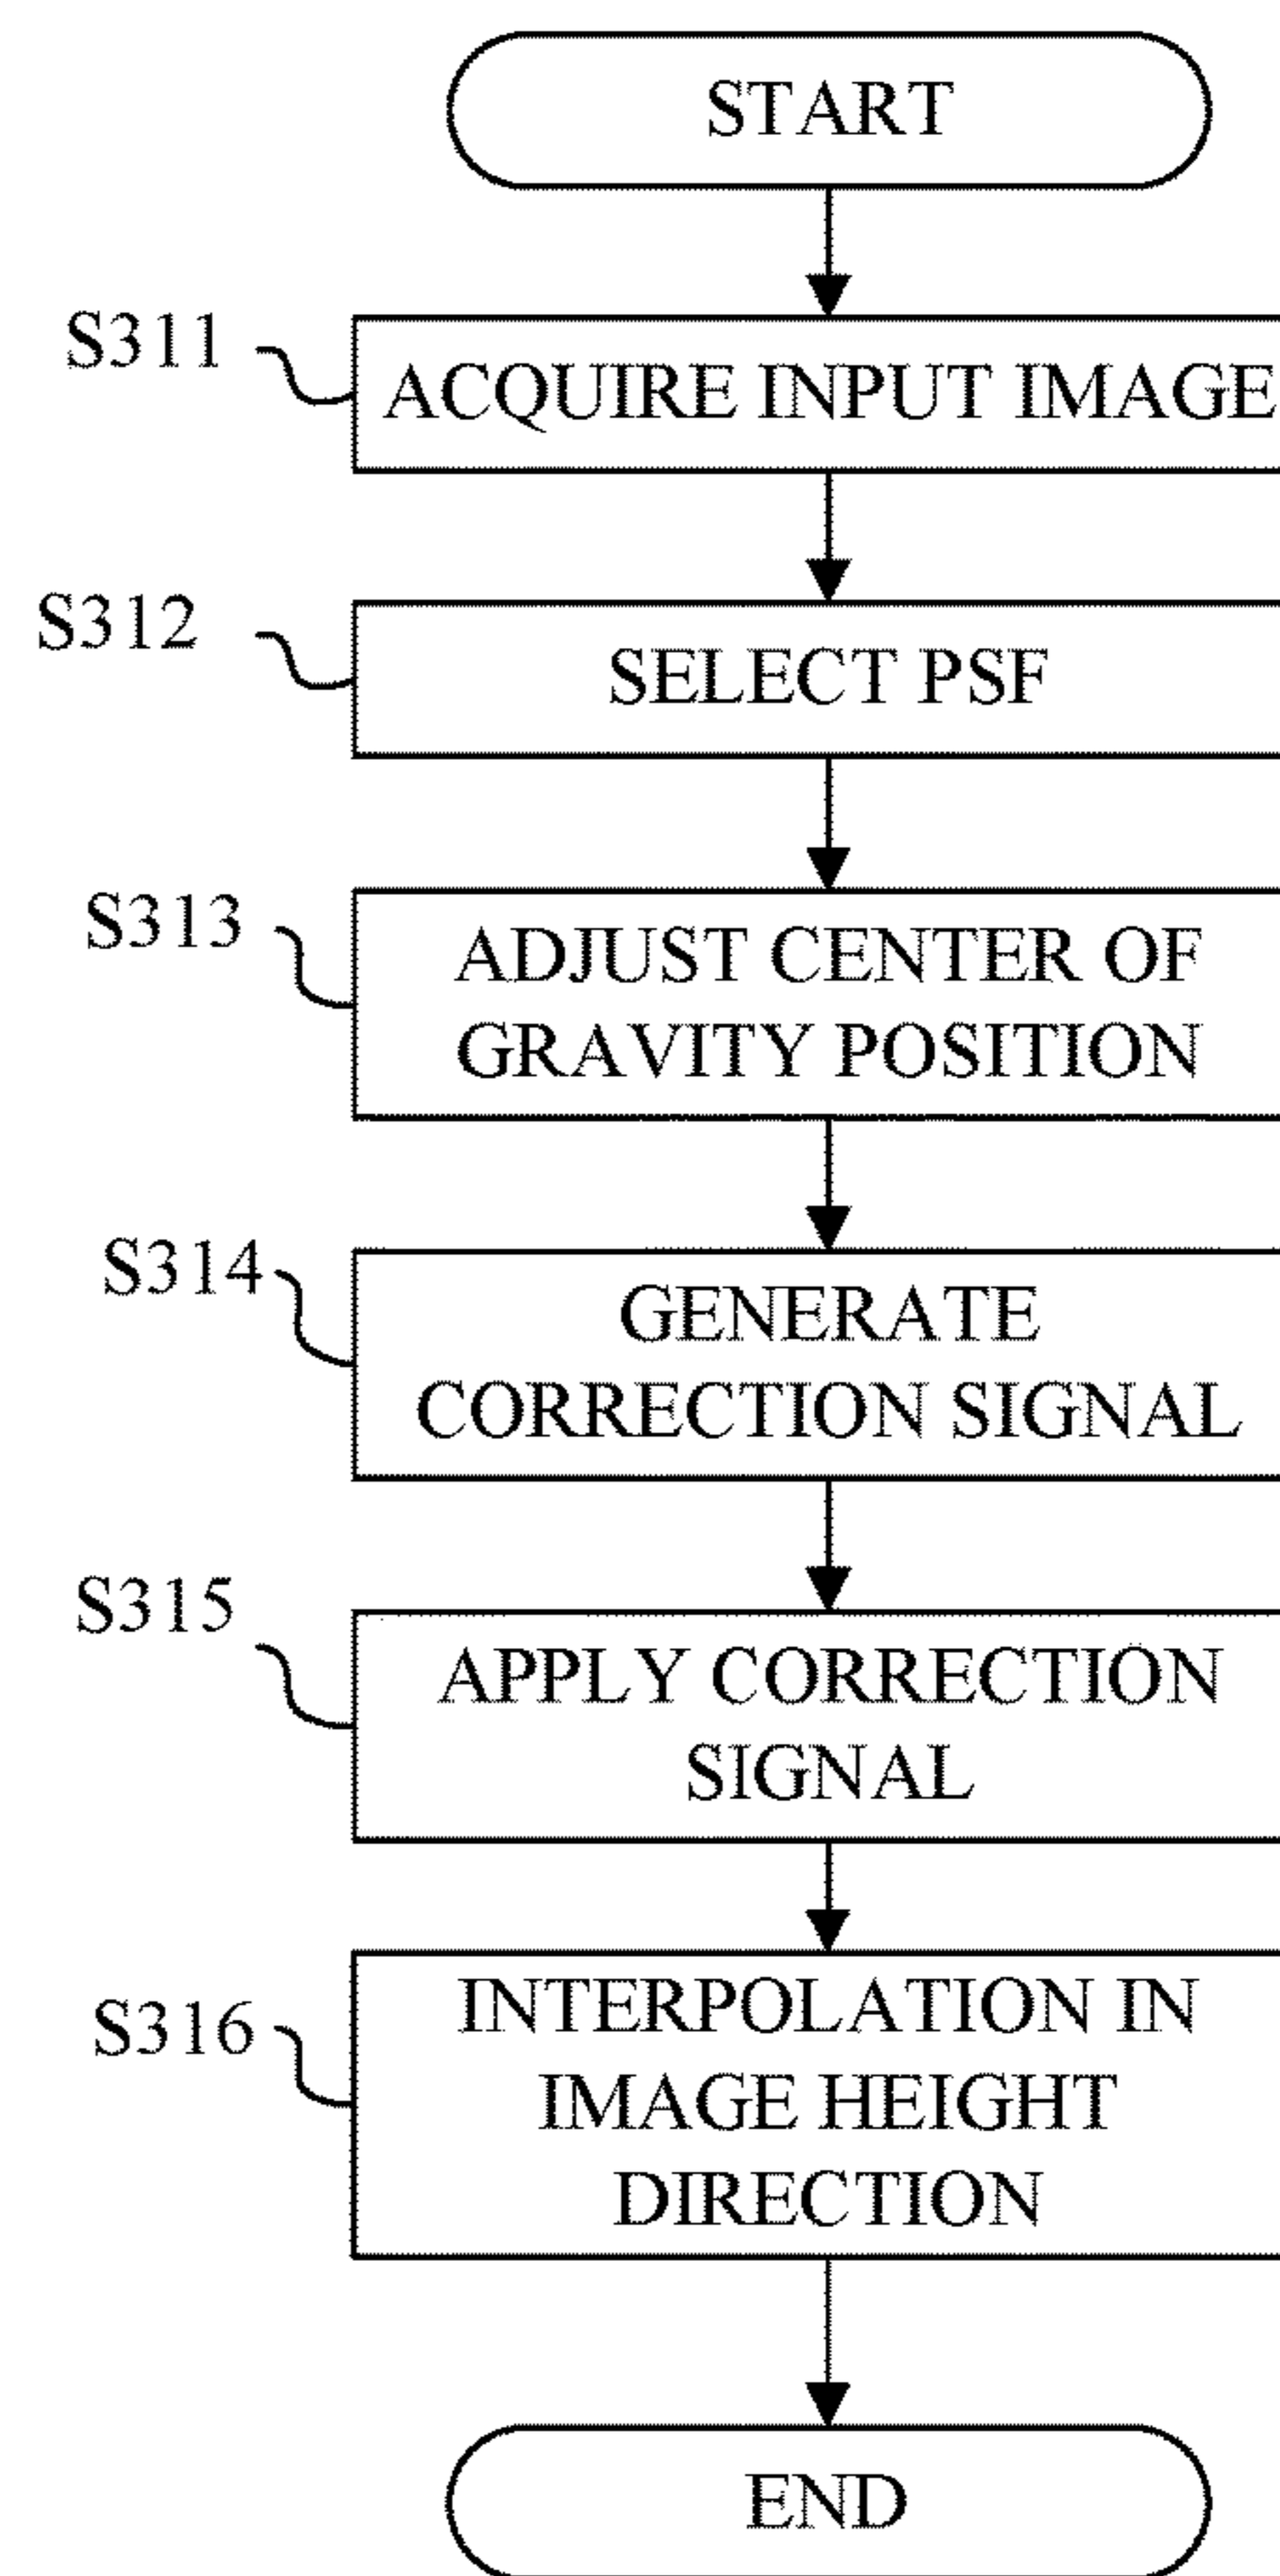 START
S311
ACQUIRE INPUT IMAGE
S312
SELECT PSF
S313
ADJUST CENTER OF
GRAVITY POSITION
S314
GENERATE
CORRECTION SIGNAL
S315
APPLY CORRECTION
SIGNAL
S316
INTERPOLATION IN
IMAGE HEIGHT
DIRECTION
END